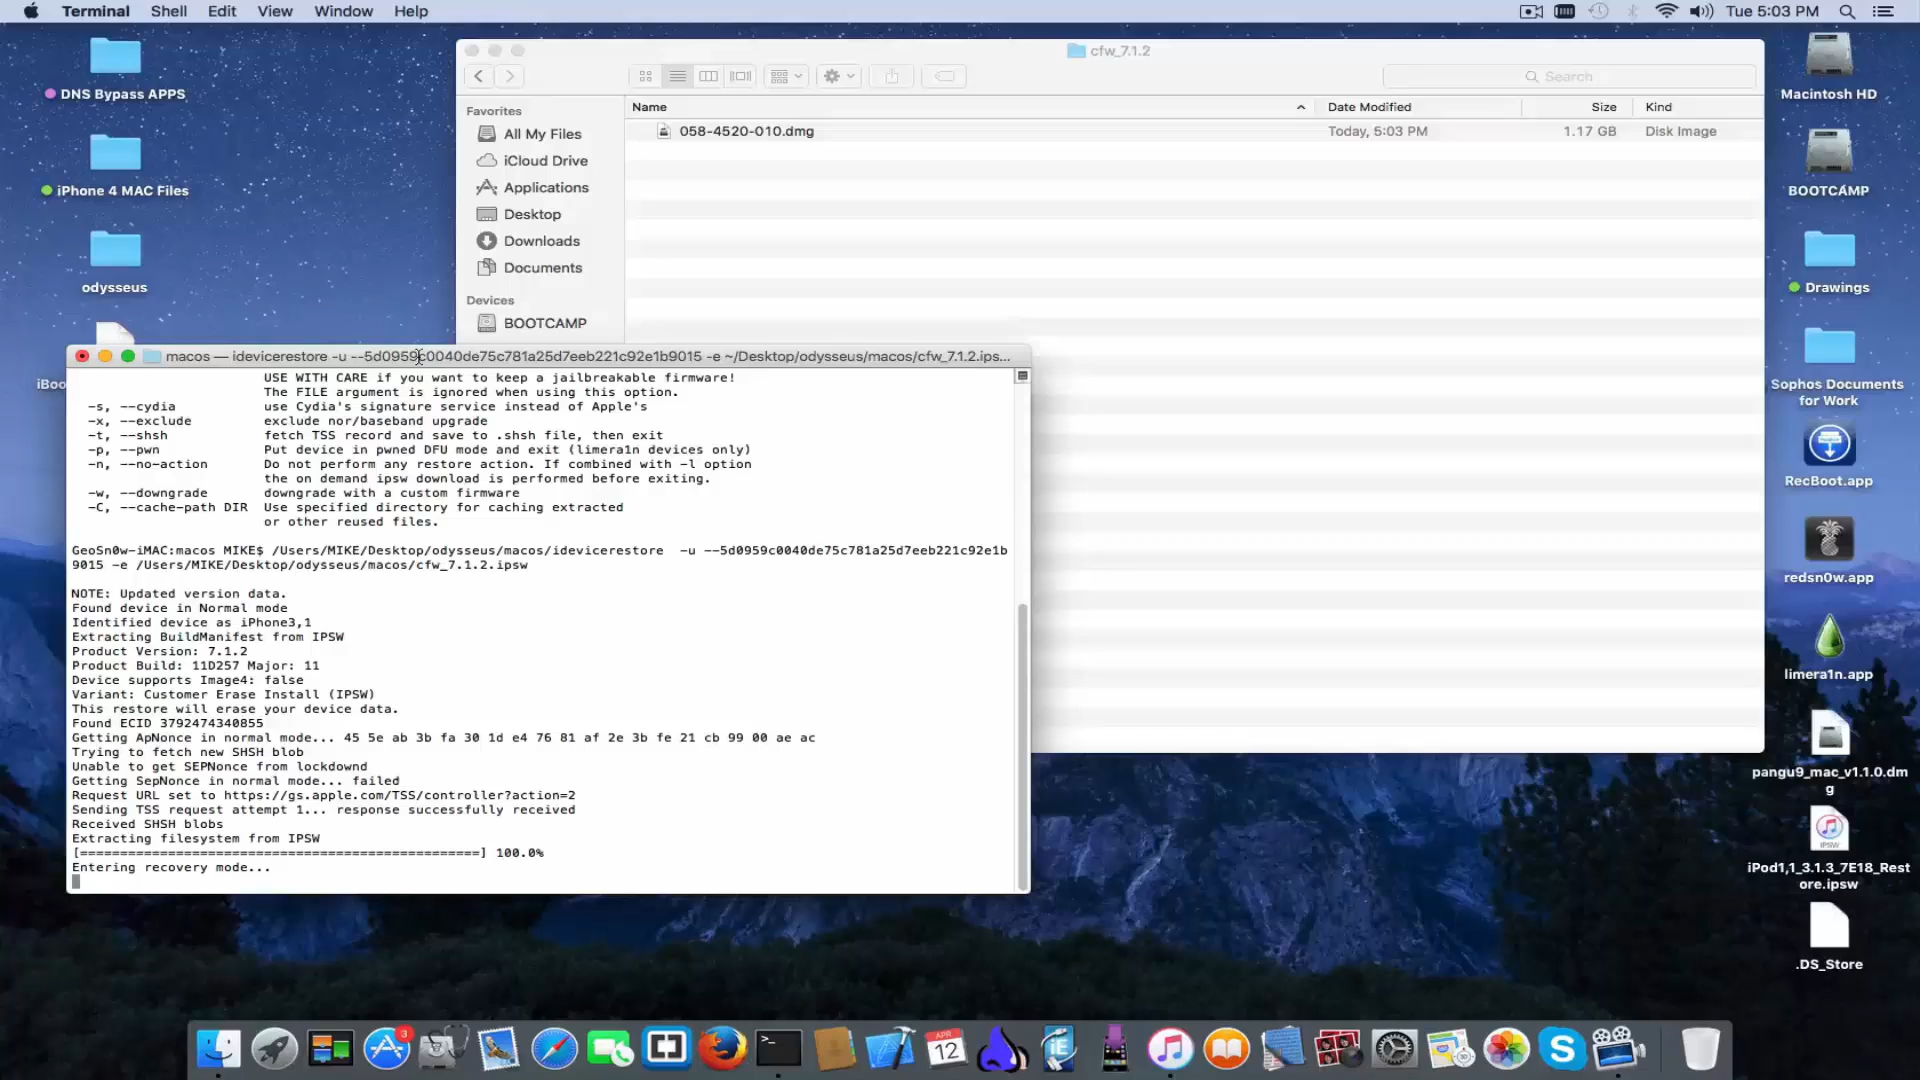 Terminal Shell Edit View Window Help
Tue 5:03 PM
DNS Bypass APPS
iPhone 4 MAC Files
odysseus
iBoo
cfw_7.1.2
Search
Favorites
All My Files
iCloud Drive
Applications
Desktop
Downloads
Documents
Devices
BOOTCAMP
Name Date Modified Size Kind
058-4520-010.dmg Today, 5:03 PM 1.17 GB Disk Image
macos — idevicerestore -u --5d0959c0040de75c781a25d7eeb221c92e1b9015 -e ~/Desktop/odysseus/macos/cfw_7.1.2.ips...
USE WITH CARE if you want to keep a jailbreakable firmware!
The FILE argument is ignored when using this option.
-s, --cydia use Cydia's signature service instead of Apple's
-x, --exclude exclude nor/baseband upgrade
-t, --shsh fetch TSS record and save to .shsh file, then exit
-p, --pwn Put device in pwned DFU mode and exit (limera1n devices only)
-n, --no-action Do not perform any restore action. If combined with -l option
the on demand ipsw download is performed before exiting.
-w, --downgrade downgrade with a custom firmware
-C, --cache-path DIR Use specified directory for caching extracted
or other reused files.
GeoSn0w-iMAC:macos MIKE$ /Users/MIKE/Desktop/odysseus/macos/idevicerestore -u --5d0959c0040de75c781a25d7eeb221c92e1b
9015 -e /Users/MIKE/Desktop/odysseus/macos/cfw_7.1.2.ipsw
NOTE: Updated version data.
Found device in Normal mode
Identified device as iPhone3,1
Extracting BuildManifest from IPSW
Product Version: 7.1.2
Product Build: 11D257 Major: 11
Device supports Image4: false
Variant: Customer Erase Install (IPSW)
This restore will erase your device data.
Found ECID 3792474340855
Getting ApNonce in normal mode... 45 5e ab 3b fa 30 1d e4 76 81 af 2e 3b fe 21 cb 99 00 ae ac
Trying to fetch new SHSH blob
Unable to get SEPNonce from lockdownd
Getting SepNonce in normal mode... failed
Request URL set to https://gs.apple.com/TSS/controller?action=2
Sending TSS request attempt 1... response successfully received
Received SHSH blobs
Extracting filesystem from IPSW
[==================================================] 100.0%
Entering recovery mode...
Macintosh HD
BOOTCAMP
Drawings
Sophos Documents
for Work
RecBoot.app
redsn0w.app
limera1n.app
pangu9_mac_v1.1.0.dm
g
IPSW
iPod1,1_3.1.3_7E18_Rest
ore.ipsw
.DS_Store
3
APR
12